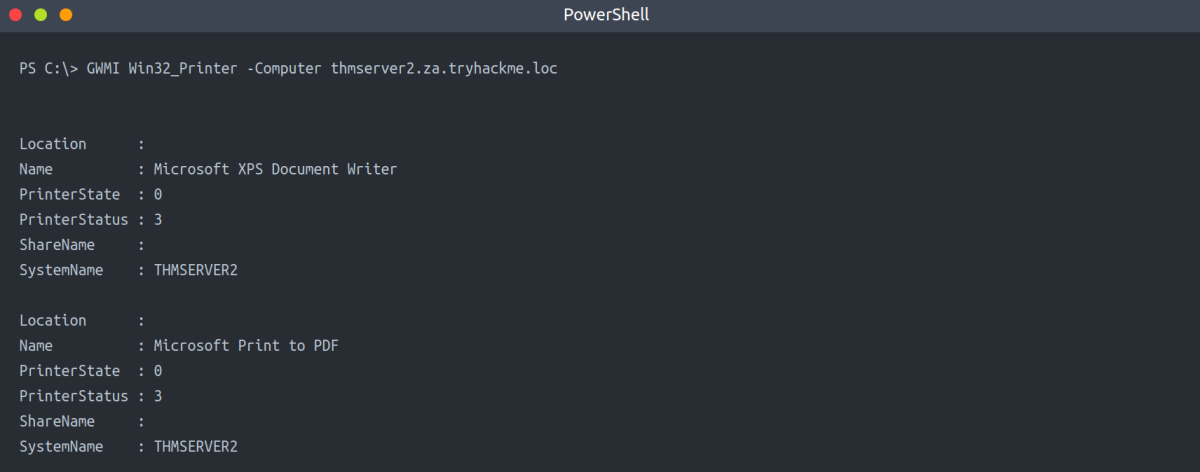 PowerShell
PS C:\> GWMI Win32_Printer -Computer thmserver2.za.tryhackme.loc
Location      :
Name          : Microsoft XPS Document Writer
PrinterState  : 0
PrinterStatus : 3
ShareName     :
SystemName    : THMSERVER2
Location      :
Name          : Microsoft Print to PDF
PrinterState  : 0
PrinterStatus : 3
ShareName     :
SystemName    : THMSERVER2